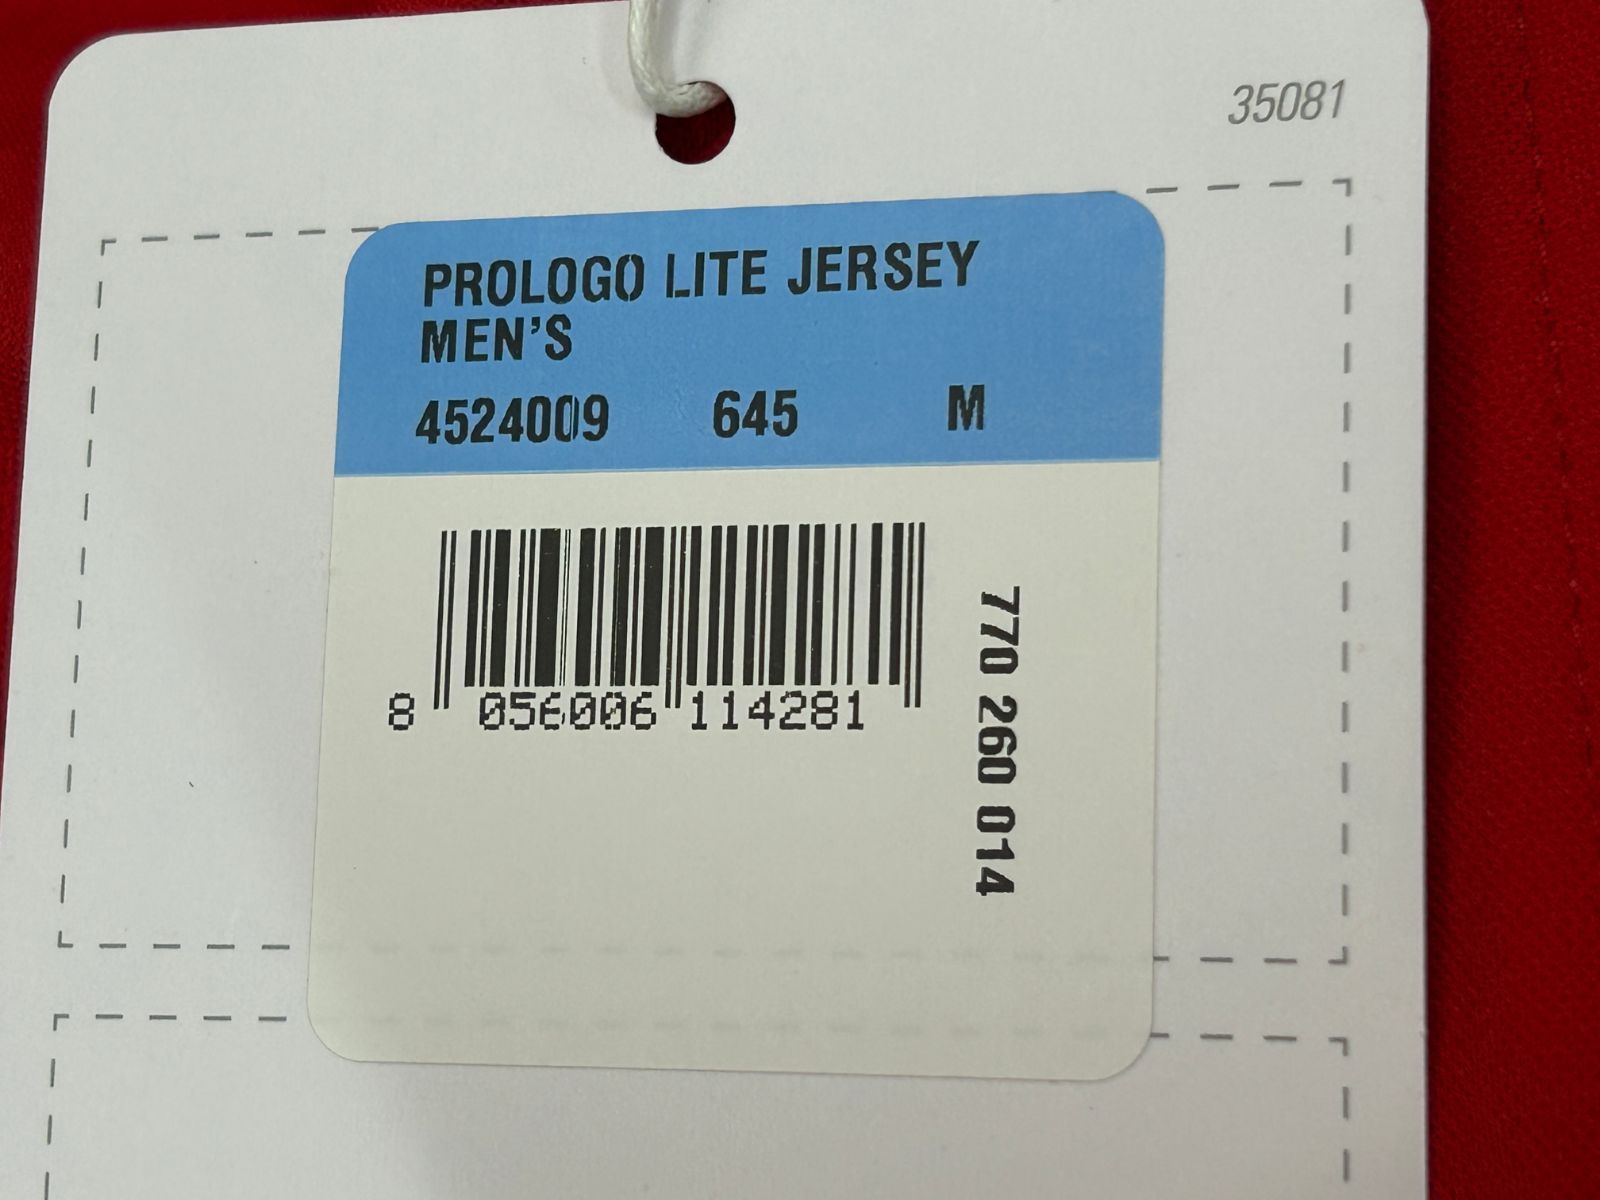 35081
PROLOGO LITE JERSEY
MEN'S
4524009 645 M
8 056006 114281
770 260 014